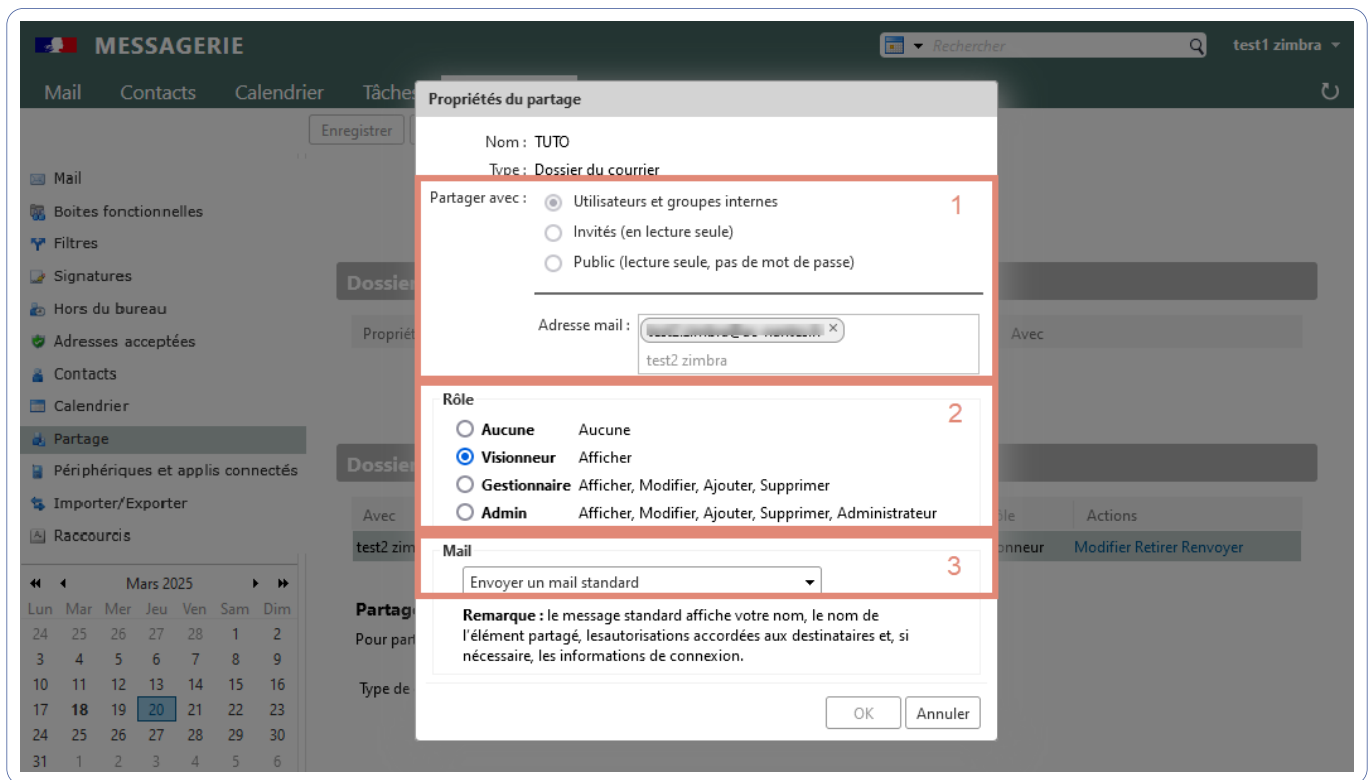 MESSAGERIE
Rechercher
test1 zimbra
Mail Contacts Calendrier Tâches
Enregistrer
Mail
Boites fonctionnelles
Filtres
Signatures
Hors du bureau
Adresses acceptées
Contacts
Calendrier
Partage
Périphériques et applis connectés
Importer/Exporter
Raccourcis
Mars 2025
Lun Mar Mer Jeu Ven Sam Dim
24 25 26 27 28 1 2
3 4 5 6 7 8 9
10 11 12 13 14 15 16
17 18 19 20 21 22 23
24 25 26 27 28 29 30
31 1 2 3 4 5 6
Avec
Avec
test2
Actions
Modifier Retirer Renvoyer
Type de
Propriétés du partage
Nom : TUTO
Type : Dossier du courrier
Partager avec : Utilisateurs et groupes internes
1
Invités (en lecture seule)
Public (lecture seule, pas de mot de passe)
Adresse mail :
test2 zimbra
Rôle
2
Aucune Aucune
Visionneur Afficher
Gestionnaire Afficher, Modifier, Ajouter, Supprimer
Admin Afficher, Modifier, Ajouter, Supprimer, Administrateur
Mail
3
Envoyer un mail standard
Remarque : le message standard affiche votre nom, le nom de
l'élément partagé, lesautorisations accordées aux destinataires et, si
nécessaire, les informations de connexion.
OK Annuler